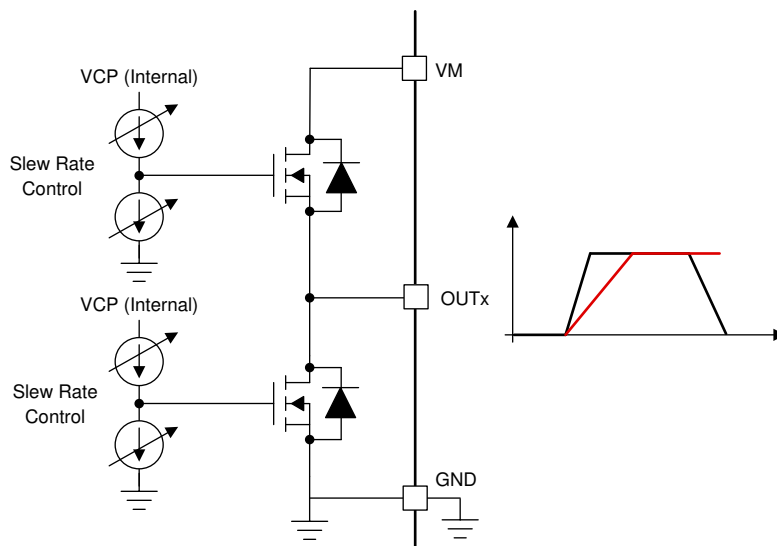 VM
VCP (Internal)
Slew Rate
Control
OUTx
VCP (Internal)
Slew Rate
Control
GND